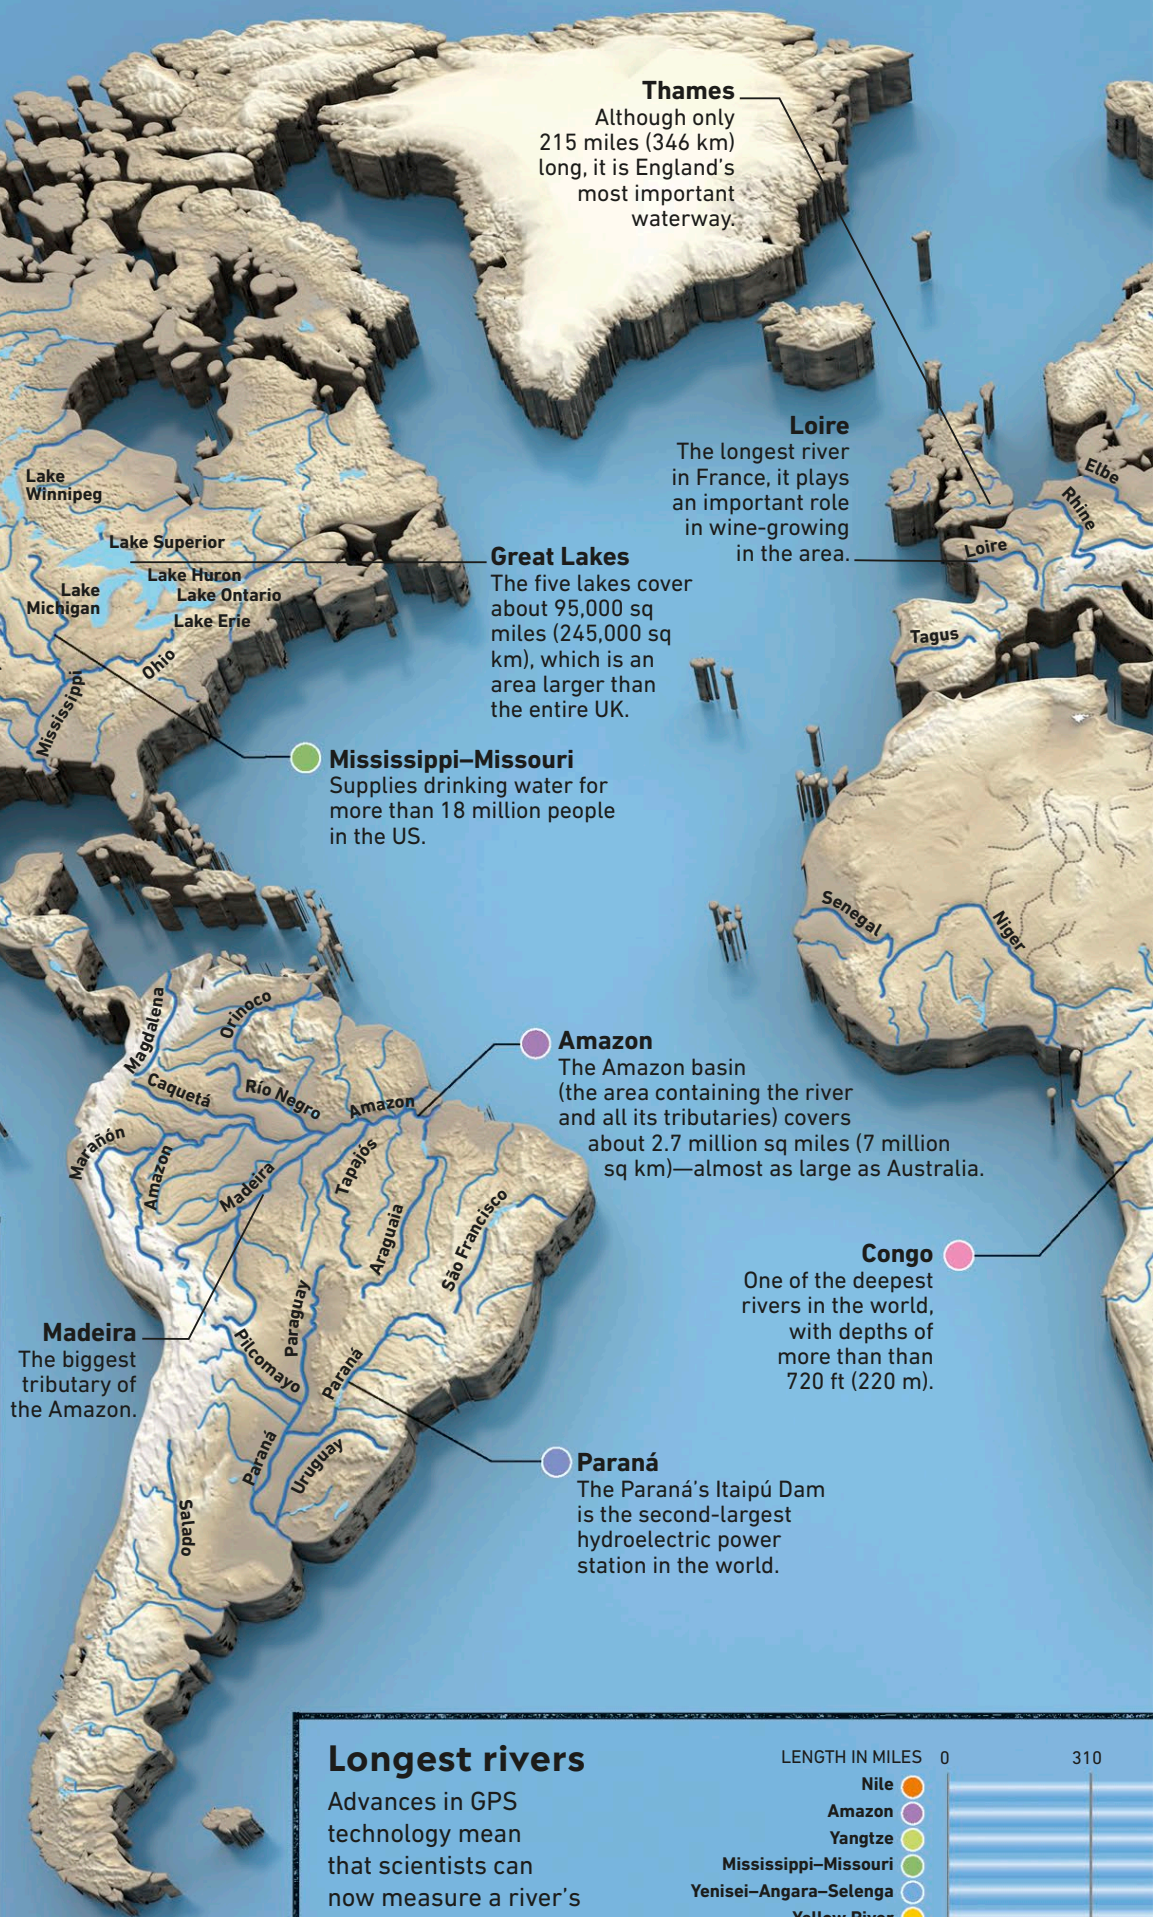 Thames
Although only
215 miles (346 km)
long, it is England's
most important
waterway.
Loire
The longest river
in France, it plays
an important role
in wine-growing
in the area.
Elbe
Rhine
Loire
Tagus
Lake
Winnipeg
Lake Superior
Lake Huron
Lake
Michigan
Lake Ontario
Lake Erie
Ohio
Mississippi
Great Lakes
The five lakes cover
about 95,000 sq
miles (245,000 sq
km), which is an
area larger than
the entire UK.
Mississippi–Missouri
Supplies drinking water for
more than 18 million people
in the US.
Senegal
Niger
Magdalena
Orinoco
Caquetá
Río Negro
Amazon
Marañón
Amazon
Madeira
Tapajós
Araguaia
São Francisco
Amazon
The Amazon basin
(the area containing the river
and all its tributaries) covers
about 2.7 million sq miles (7 million
sq km)—almost as large as Australia.
Congo
One of the deepest
rivers in the world,
with depths of
more than than
720 ft (220 m).
Madeira
The biggest
tributary of
the Amazon.
Paraguay
Pilcomayo
Paraná
Paraná
Uruguay
Salado
Paraná
The Paraná's Itaipú Dam
is the second-largest
hydroelectric power
station in the world.
Longest rivers
Advances in GPS
technology mean
that scientists can
now measure a river's
LENGTH IN MILES 0 310
Nile
Amazon
Yangtze
Mississippi–Missouri
Yenisei–Angara–Selenga
Yellow River